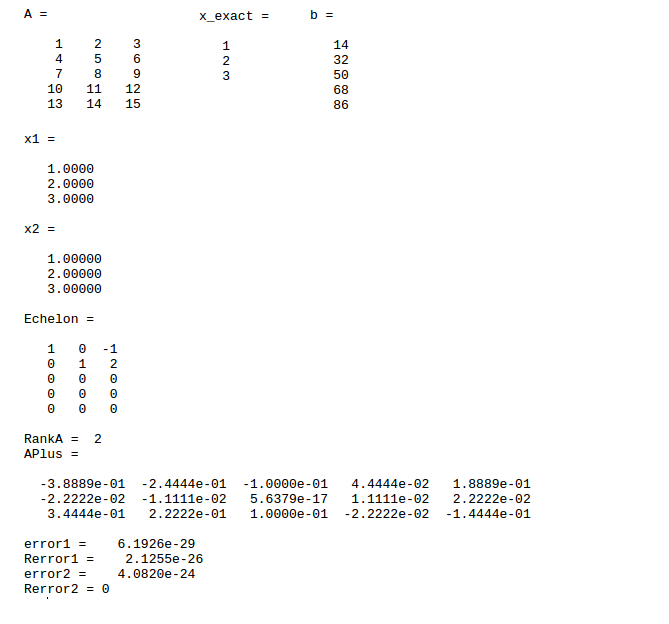 A =    x_exact =    b =
1 2 3    1    14
4 5 6    2    32
7 8 9    3    50
10 11 12    68
13 14 15    86
x1 =
1.0000
2.0000
3.0000
x2 =
1.00000
2.00000
3.00000
Echelon =
1 0 -1
0 1 2
0 0 0
0 0 0
0 0 0
RankA = 2
APlus =
-3.8889e-01 -2.4444e-01 -1.0000e-01 4.4444e-02 1.8889e-01
-2.2222e-02 -1.1111e-02 5.6379e-17 1.1111e-02 2.2222e-02
3.4444e-01 2.2222e-01 1.0000e-01 -2.2222e-02 -1.4444e-01
error1 = 6.1926e-29
Rerror1 = 2.1255e-26
error2 = 4.0820e-24
Rerror2 = 0